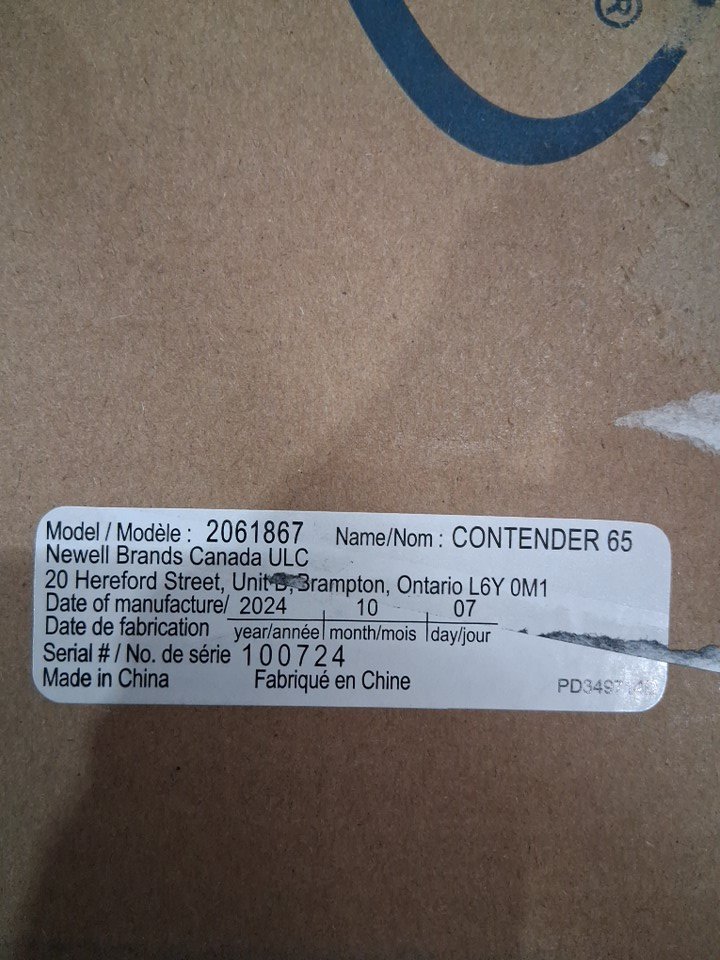 ®
Model / Modèle : 2061867 Name/Nom : CONTENDER 65
Newell Brands Canada ULC
20 Hereford Street, Unit Brampton, Ontario L6Y 0M1
Date of manufacture/ 2024 10 07
Date de fabrication year/année month/mois day/jour
Serial # / No. de série 100724
Made in China Fabriqué en Chine